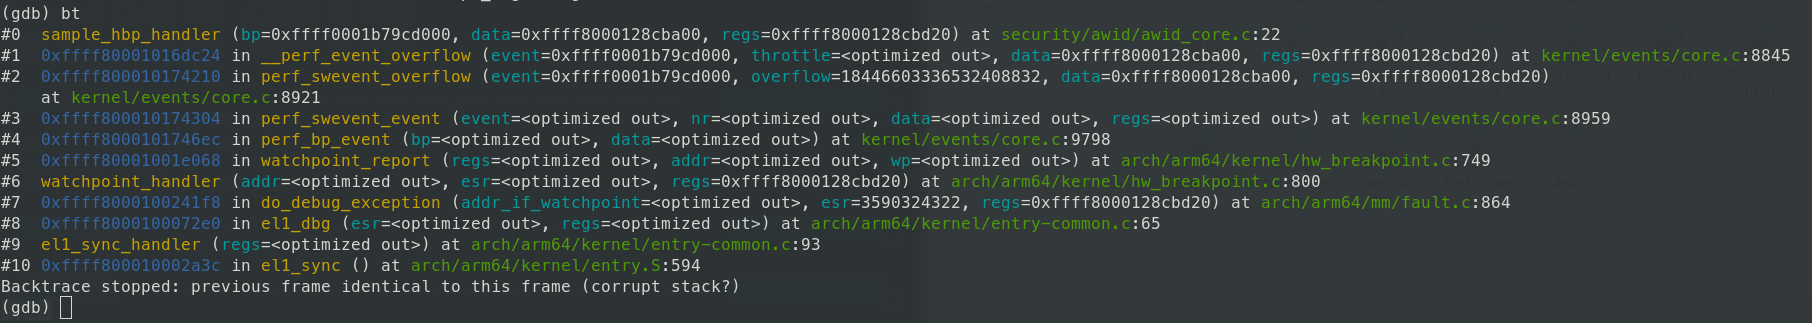 (gdb) bt
#0  sample_hbp_handler (bp=0xffff0001b79cd000, data=0xffff8000128cba00, regs=0xffff8000128cbd20) at security/awid/awid_core.c:22
#1  0xffff80001016dc24 in __perf_event_overflow (event=0xffff0001b79cd000, throttle=<optimized out>, data=0xffff8000128cba00, regs=0xffff8000128cbd20) at kernel/events/core.c:8845
#2  0xffff800010174210 in perf_swevent_overflow (event=0xffff0001b79cd000, overflow=18446603336532408832, data=0xffff8000128cba00, regs=0xffff8000128cbd20)
    at kernel/events/core.c:8921
#3  0xffff800010174304 in perf_swevent_event (event=<optimized out>, nr=<optimized out>, data=<optimized out>, regs=<optimized out>) at kernel/events/core.c:8959
#4  0xffff8000101746ec in perf_bp_event (bp=<optimized out>, data=<optimized out>) at kernel/events/core.c:9798
#5  0xffff80001001e068 in watchpoint_report (regs=<optimized out>, addr=<optimized out>, wp=<optimized out>) at arch/arm64/kernel/hw_breakpoint.c:749
#6  watchpoint_handler (addr=<optimized out>, esr=<optimized out>, regs=0xffff8000128cbd20) at arch/arm64/kernel/hw_breakpoint.c:800
#7  0xffff8000100241f8 in do_debug_exception (addr_if_watchpoint=<optimized out>, esr=3590324322, regs=0xffff8000128cbd20) at arch/arm64/mm/fault.c:864
#8  0xffff8000100072e0 in el1_dbg (esr=<optimized out>, regs=<optimized out>) at arch/arm64/kernel/entry-common.c:65
#9  el1_sync_handler (regs=<optimized out>) at arch/arm64/kernel/entry-common.c:93
#10 0xffff800010002a3c in el1_sync () at arch/arm64/kernel/entry.S:594
Backtrace stopped: previous frame identical to this frame (corrupt stack?)
(gdb)